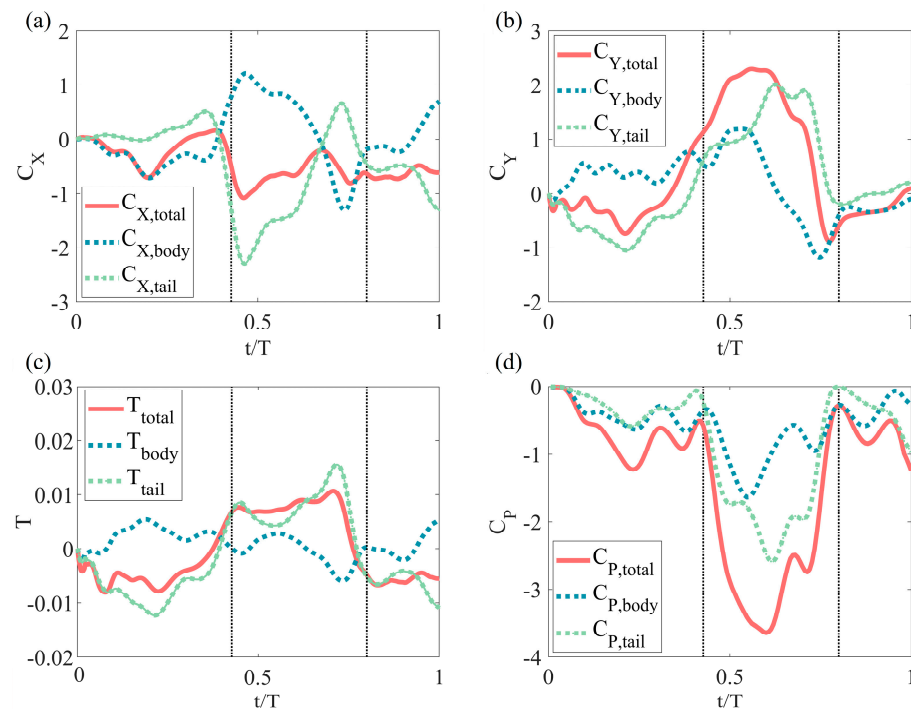 (a)
2
1
0
-1
-2
-3
C_X
C_X,total
C_X,body
C_X,tail
0
0.5
1
t/T
(b)
3
2
1
0
-1
-2
C_Y
C_Y,total
C_Y,body
C_Y,tail
0
0.5
1
t/T
(c)
0.03
0.02
0.01
0
-0.01
-0.02
T
T_total
T_body
T_tail
0
0.5
1
t/T
(d)
0
-1
-2
-3
-4
C_P
C_P,total
C_P,body
C_P,tail
0
0.5
1
t/T